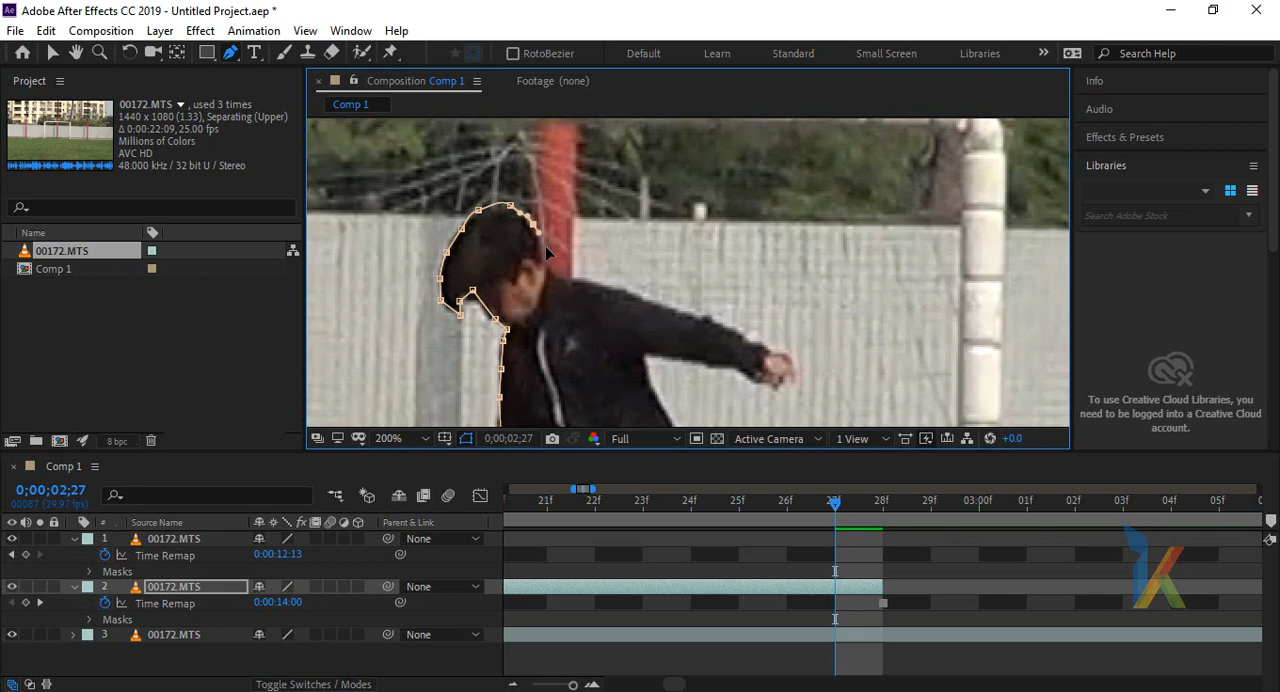 Ae Adobe After Effects CC 2019 - Untitled Project.aep *
File Edit Composition Layer Effect Animation View Window Help
RotoBezier Default Learn Standard Small Screen Libraries Search Help
Project
Composition Comp 1
Footage (none)
Info
00172.MTS , used 3 times
1440 x 1080 (1.33), Separating (Upper)
Δ 0:00:22:09, 25.00 fps
Millions of Colors
AVC HD
48.000 kHz / 32 bit U / Stereo
Comp 1
Audio
Effects & Presets
Libraries
Search Adobe Stock
Name
00172.MTS
Comp 1
To use Creative Cloud Libraries, you
need to be logged into a Creative Cloud
account.
8 bpc
200% 0;00;02;27 Full Active Camera 1 View +0.0
Comp 1
0;00;02;27
00087 (29.97 fps)
21f 22f 23f 24f 25f 26f 27f 28f 29f 03:00f 01f 02f 03f 04f 05f
# Source Name Parent & Link
1 00172.MTS None
Time Remap 0:00:12:13
Masks
2 00172.MTS None
Time Remap 0:00:14:00
Masks
3 00172.MTS None
Toggle Switches / Modes